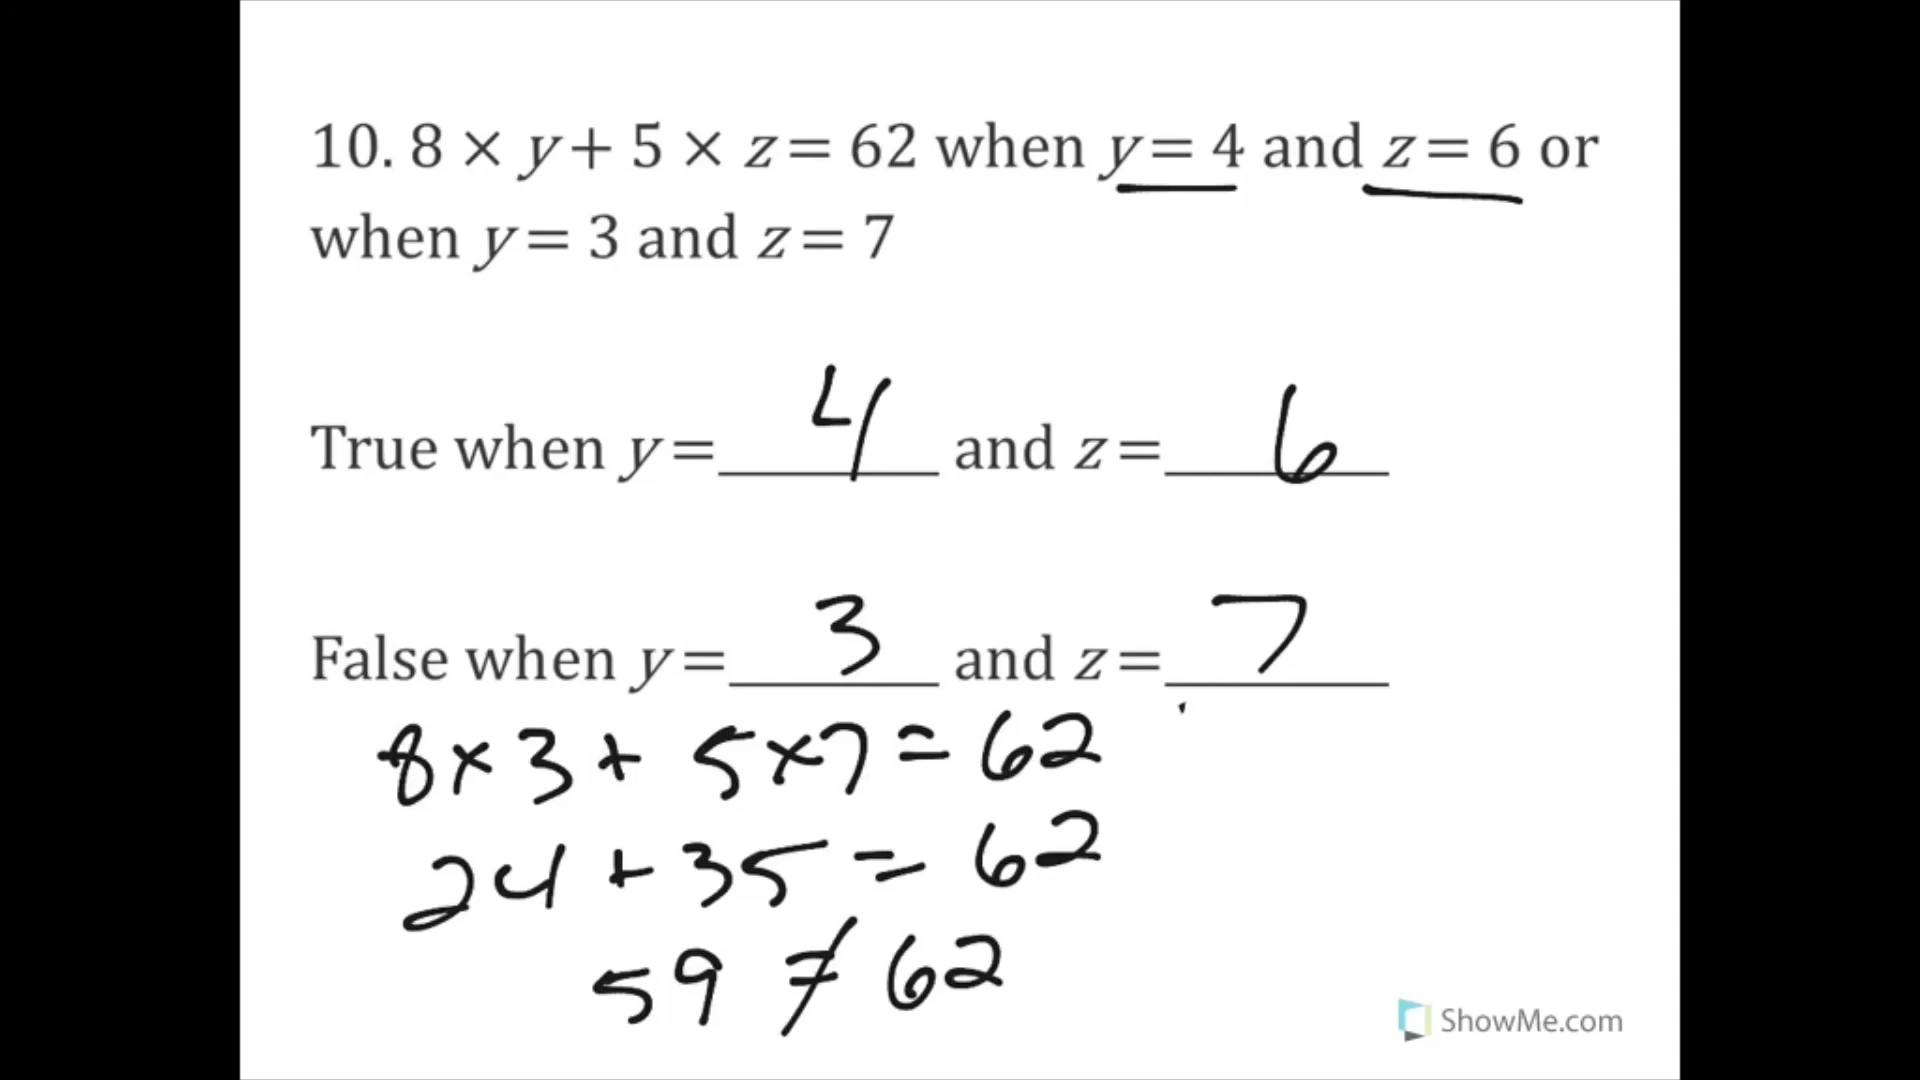 10. 8 × y + 5 × z = 62 when y = 4 and z = 6 or
when y = 3 and z = 7
True when y = 4 and z = 6
False when y = 3 and z = 7
8 × 3 + 5 × 7 = 62
24 + 35 = 62
59 ≠ 62
ShowMe.com